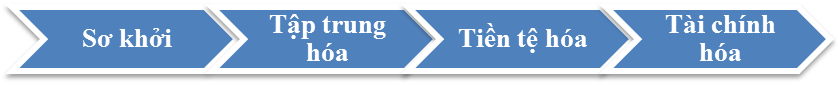 Sơ khởi
Tập trung
hóa
Tiền tệ hóa
Tài chính
hóa